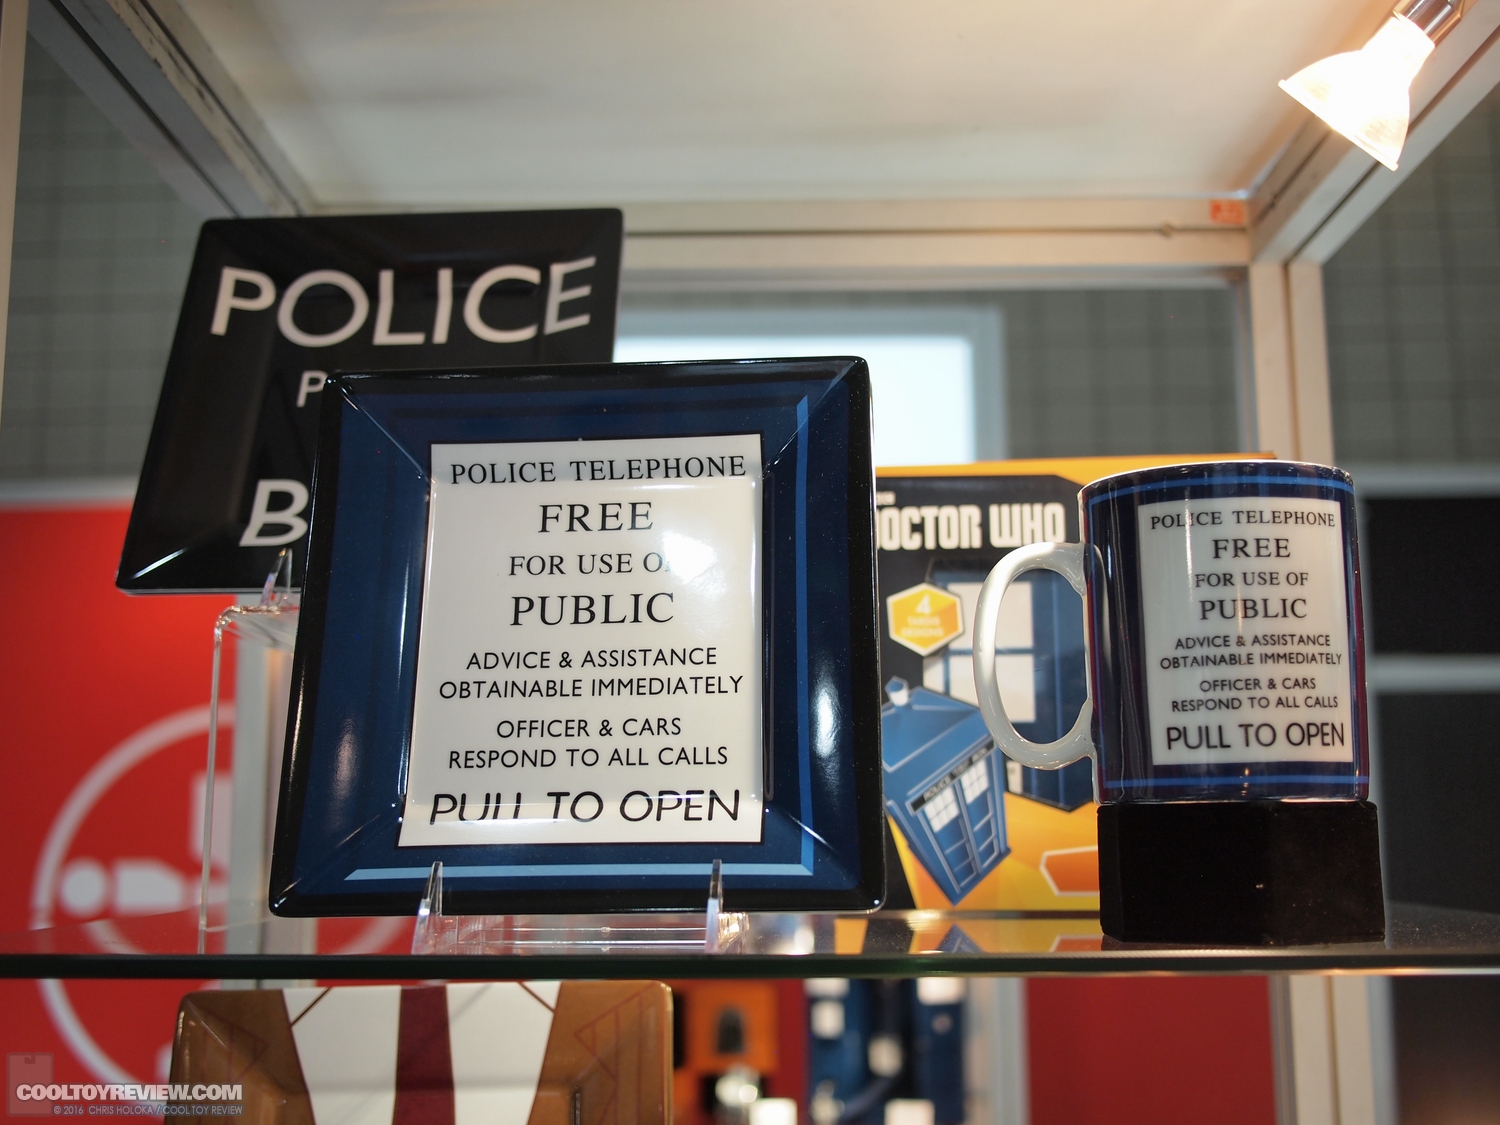 POLICE
POLICE TELEPHONE
FREE
FOR USE
PUBLIC
ADVICE & ASSISTANCE
OBTAINABLE IMMEDIATELY
OFFICER & CARS
RESPOND TO ALL CALLS
PULL TO OPEN
DOCTOR WHO
4
POLICE TELEPHONE
FREE
FOR USE OF
PUBLIC
ADVICE & ASSISTANCE
OBTAINABLE IMMEDIATELY
OFFICER & CARS
RESPOND TO ALL CALLS
PULL TO OPEN
COOLTOYREVIEW.COM
© 2016 CHRIS HOLOKA / COOL TOY REVIEW